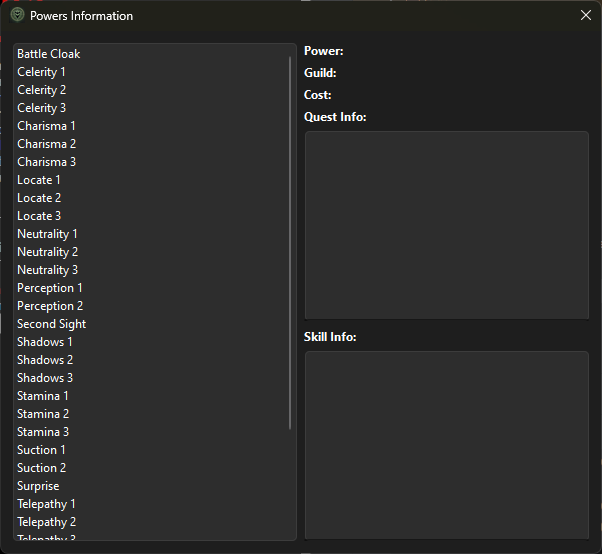 Powers Information
Battle Cloak
Celerity 1
Celerity 2
Celerity 3
Charisma 1
Charisma 2
Charisma 3
Locate 1
Locate 2
Locate 3
Neutrality 1
Neutrality 2
Neutrality 3
Perception 1
Perception 2
Second Sight
Shadows 1
Shadows 2
Shadows 3
Stamina 1
Stamina 2
Stamina 3
Suction 1
Suction 2
Surprise
Telepathy 1
Telepathy 2
Telepathy 3
Power:
Guild:
Cost:
Quest Info:
Skill Info: